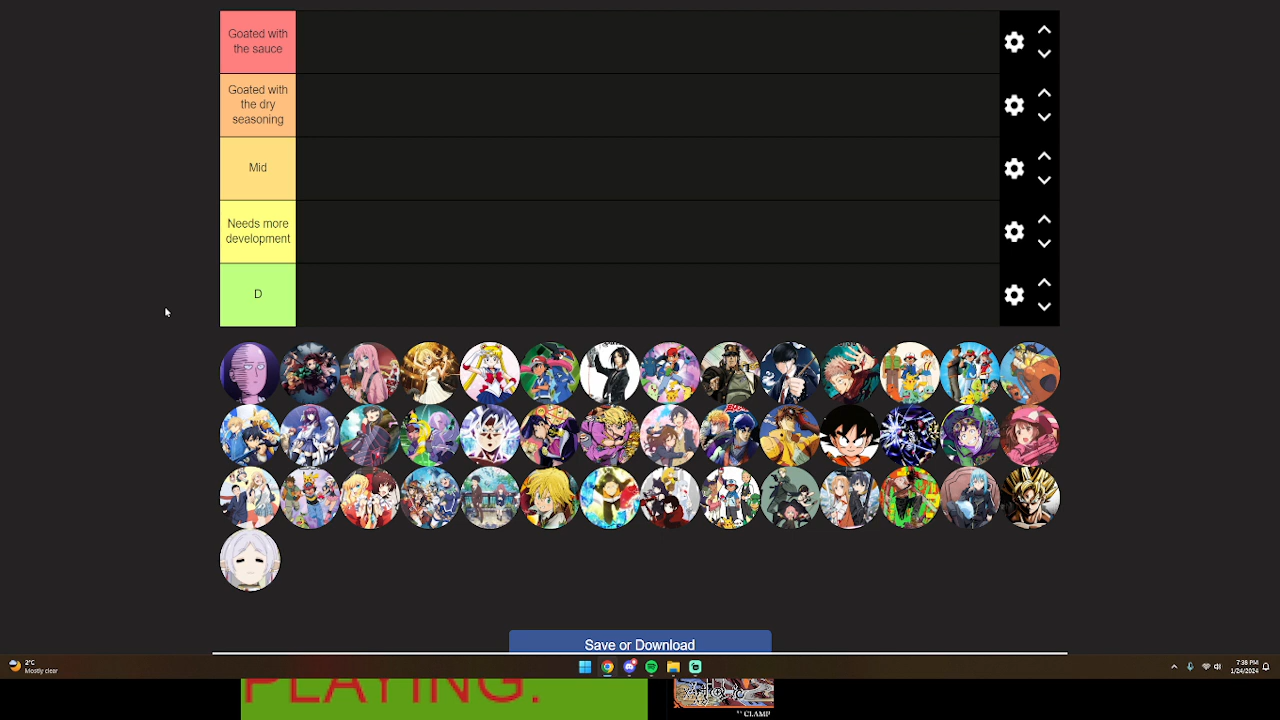 Goated with
the sauce
Goated with
the dry
seasoning
Mid
Needs more
development
D
Save or Download
2°C
Mostly clear
7:38 PM
1/24/2024
PLAYING.
CLAMP